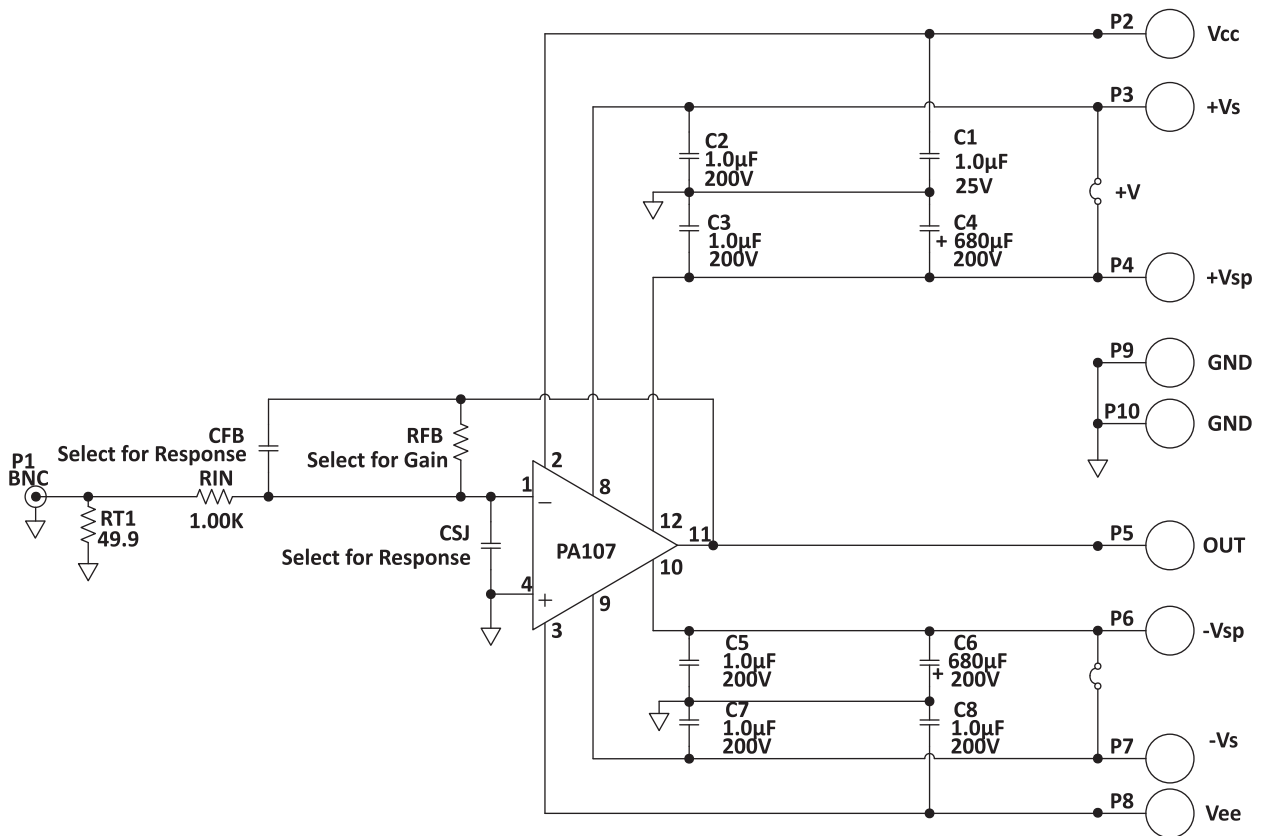 P2
Vcc
P3
+Vs
C2
1.0µF
200V
C1
1.0µF
25V
+V
C3
1.0µF
200V
C4
+ 680µF
200V
P4
+Vsp
P9
GND
P10
GND
CFB
Select for Response
RFB
Select for Gain
P1
BNC
RIN
1.00K
RT1
49.9
CSJ
Select for Response
1
2
8
12
11
PA107
10
4
9
3
−
+
P5
OUT
P6
-Vsp
C5
1.0µF
200V
C6
680µF
+ 200V
C7
1.0µF
200V
C8
1.0µF
200V
P7
-Vs
P8
Vee